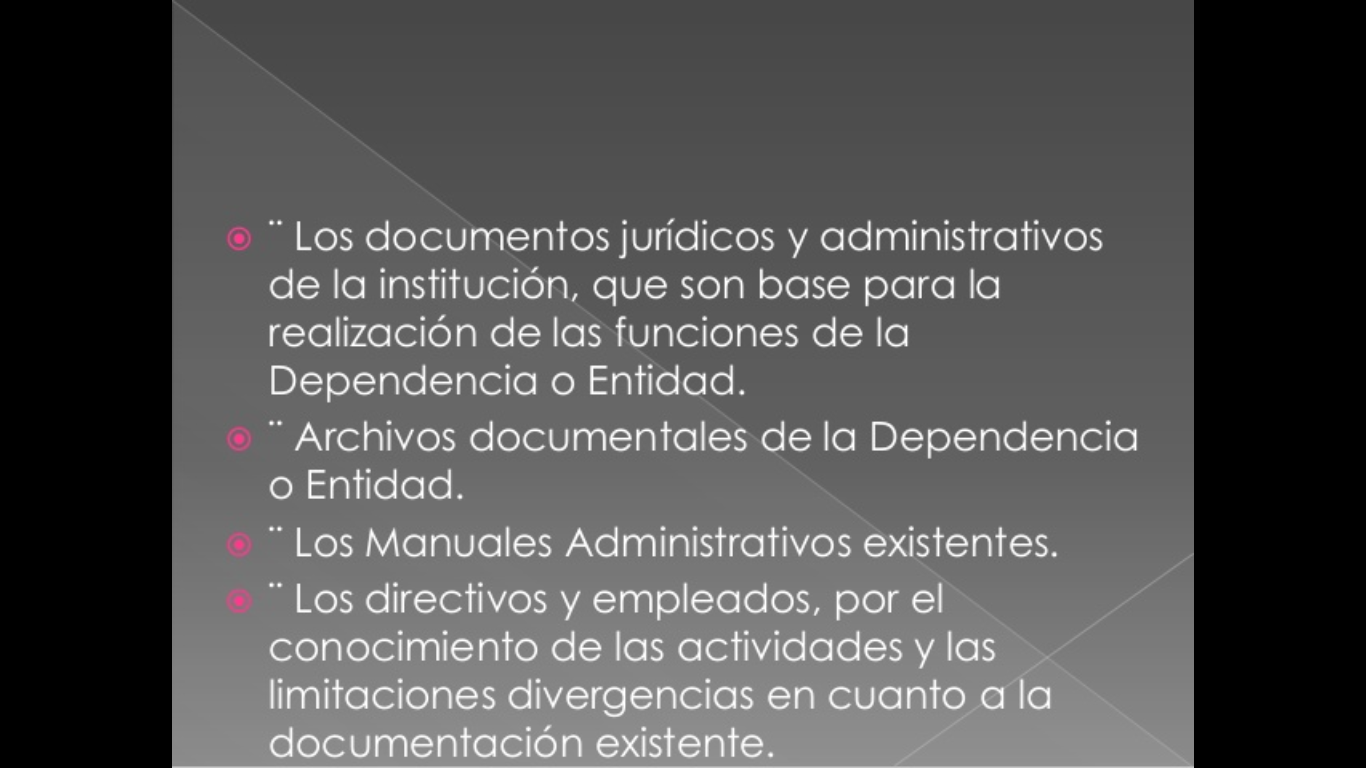 ¨ Los documentos jurídicos y administrativos
de la institución, que son base para la
realización de las funciones de la
Dependencia o Entidad.
¨ Archivos documentales de la Dependencia
o Entidad.
¨ Los Manuales Administrativos existentes.
¨ Los directivos y empleados, por el
conocimiento de las actividades y las
limitaciones divergencias en cuanto a la
documentación existente.